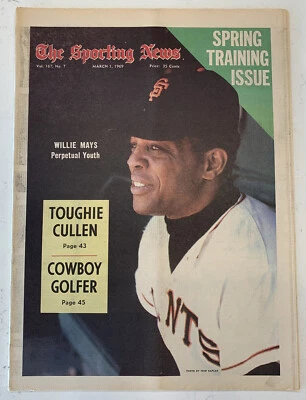 The Sporting News
SPRING
TRAINING
ISSUE
Vol. 167, No. 7 MARCH 1, 1969 Price: 35 Cents
SF
WILLIE MAYS
Perpetual Youth
TOUGHIE
CULLEN
Page 43
COWBOY
GOLFER
Page 45
NTS